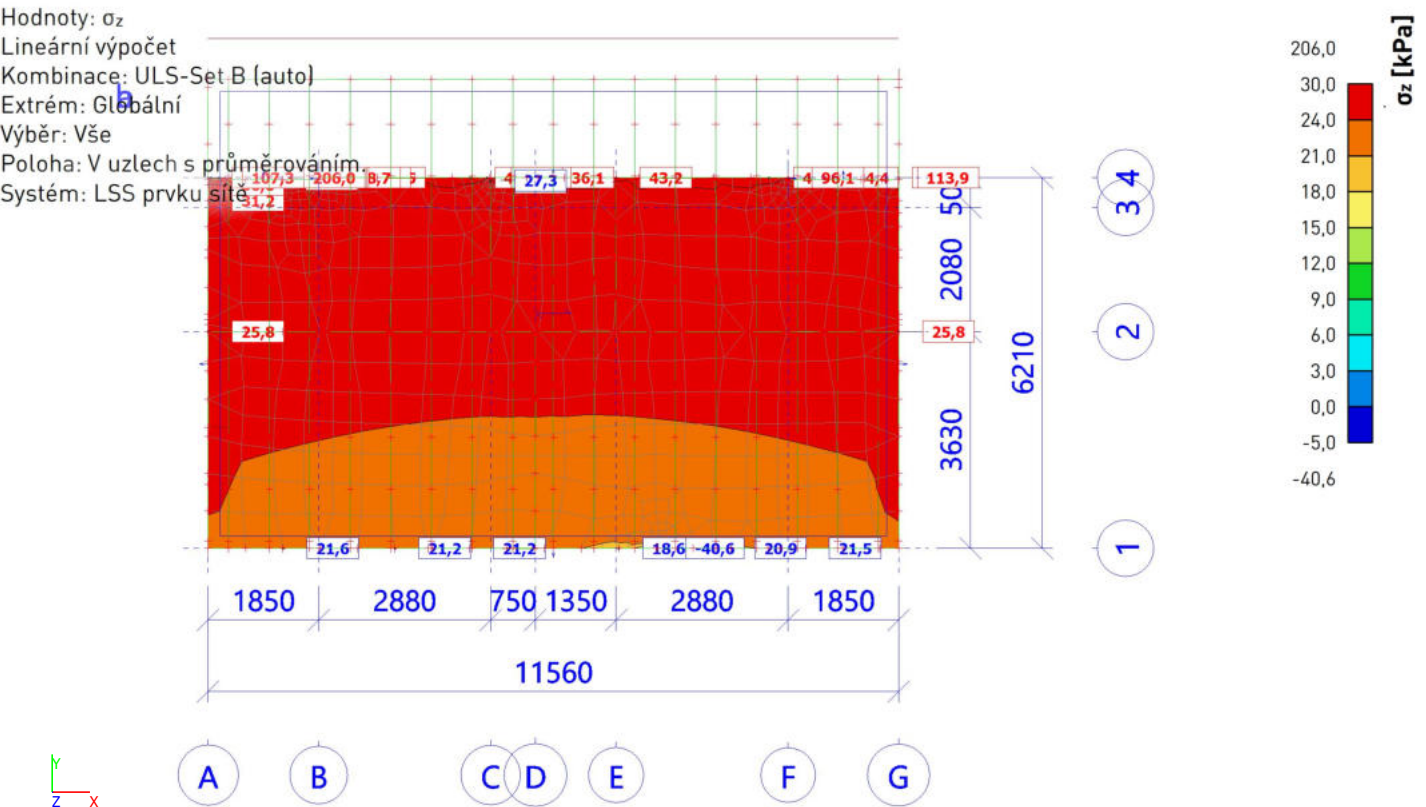 Hodnoty: σz
Lineární výpočet
Kombinace: ULS-Set B (auto)
b
Extrém: Globální
Výběr: Vše
Poloha: V uzlech s průměrováním.
Systém: LSS prvku sítě
107,3 206,0 27,3 36,1 43,2 96,1 4,4 113,9
31,2
25,8 25,8
21,6 21,2 21,2 18,6 -40,6 20,9 21,5
50
2080
3630
6210
4
3
2
1
1850 2880 750 1350 2880 1850
11560
A B C D E F G
Y
Z X
σz [kPa]
206,0
30,0
24,0
21,0
18,0
15,0
12,0
9,0
6,0
3,0
0,0
-5,0
-40,6